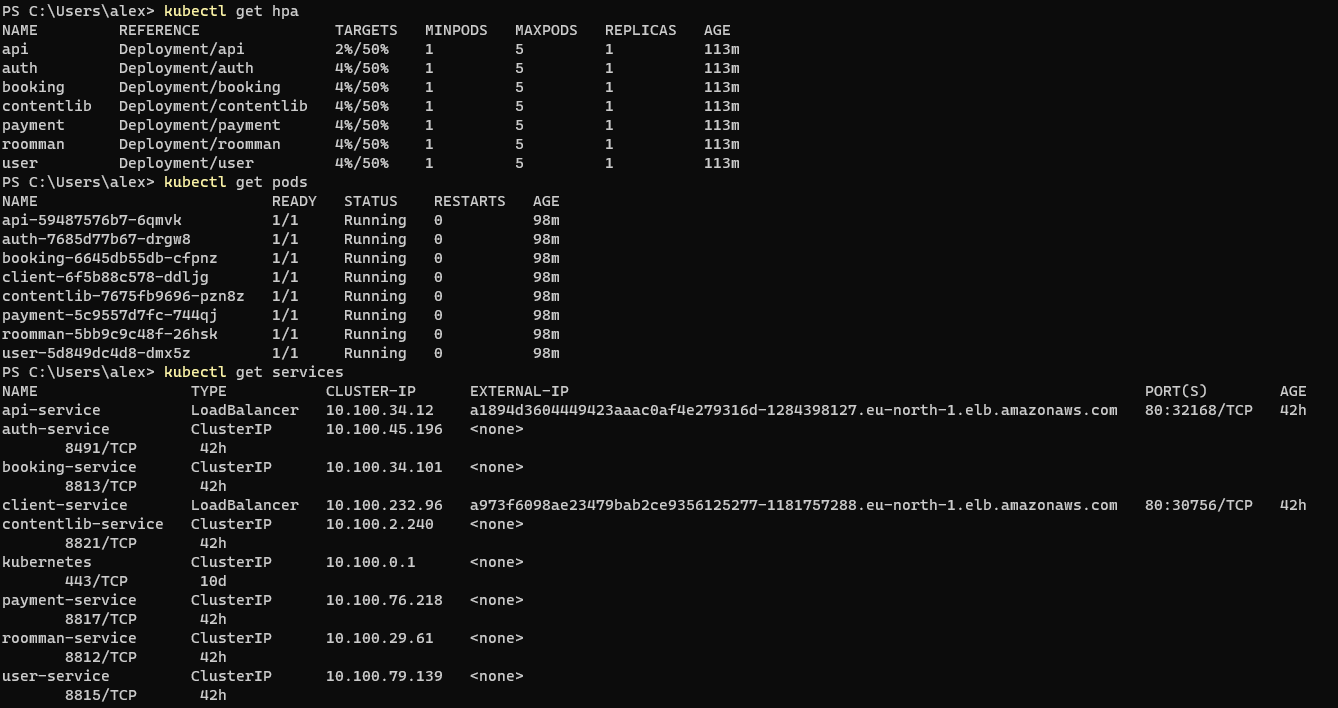 PS C:\Users\alex> kubectl get hpa
NAME         REFERENCE               TARGETS   MINPODS   MAXPODS   REPLICAS   AGE
api          Deployment/api          2%/50%    1         5         1          113m
auth         Deployment/auth         4%/50%    1         5         1          113m
booking      Deployment/booking      4%/50%    1         5         1          113m
contentlib   Deployment/contentlib   4%/50%    1         5         1          113m
payment      Deployment/payment      4%/50%    1         5         1          113m
roomman      Deployment/roomman      4%/50%    1         5         1          113m
user         Deployment/user         4%/50%    1         5         1          113m
PS C:\Users\alex> kubectl get pods
NAME                          READY   STATUS    RESTARTS   AGE
api-59487576b7-6qmvk          1/1     Running   0          98m
auth-7685d77b67-drgw8         1/1     Running   0          98m
booking-6645db55db-cfpnz      1/1     Running   0          98m
client-6f5b88c578-ddljg       1/1     Running   0          98m
contentlib-7675fb9696-pzn8z   1/1     Running   0          98m
payment-5c9557d7fc-744qj      1/1     Running   0          98m
roomman-5bb9c9c48f-26hsk      1/1     Running   0          98m
user-5d849dc4d8-dmx5z         1/1     Running   0          98m
PS C:\Users\alex> kubectl get services
NAME                 TYPE           CLUSTER-IP      EXTERNAL-IP                                                                PORT(S)        AGE
api-service          LoadBalancer   10.100.34.12    a1894d3604449423aaac0af4e279316d-1284398127.eu-north-1.elb.amazonaws.com   80:32168/TCP   42h
auth-service         ClusterIP      10.100.45.196   <none>
       8491/TCP       42h
booking-service      ClusterIP      10.100.34.101   <none>
       8813/TCP       42h
client-service       LoadBalancer   10.100.232.96   a973f6098ae23479bab2ce9356125277-1181757288.eu-north-1.elb.amazonaws.com   80:30756/TCP   42h
contentlib-service   ClusterIP      10.100.2.240    <none>
       8821/TCP       42h
kubernetes           ClusterIP      10.100.0.1      <none>
       443/TCP        10d
payment-service      ClusterIP      10.100.76.218   <none>
       8817/TCP       42h
roomman-service      ClusterIP      10.100.29.61    <none>
       8812/TCP       42h
user-service         ClusterIP      10.100.79.139   <none>
       8815/TCP       42h